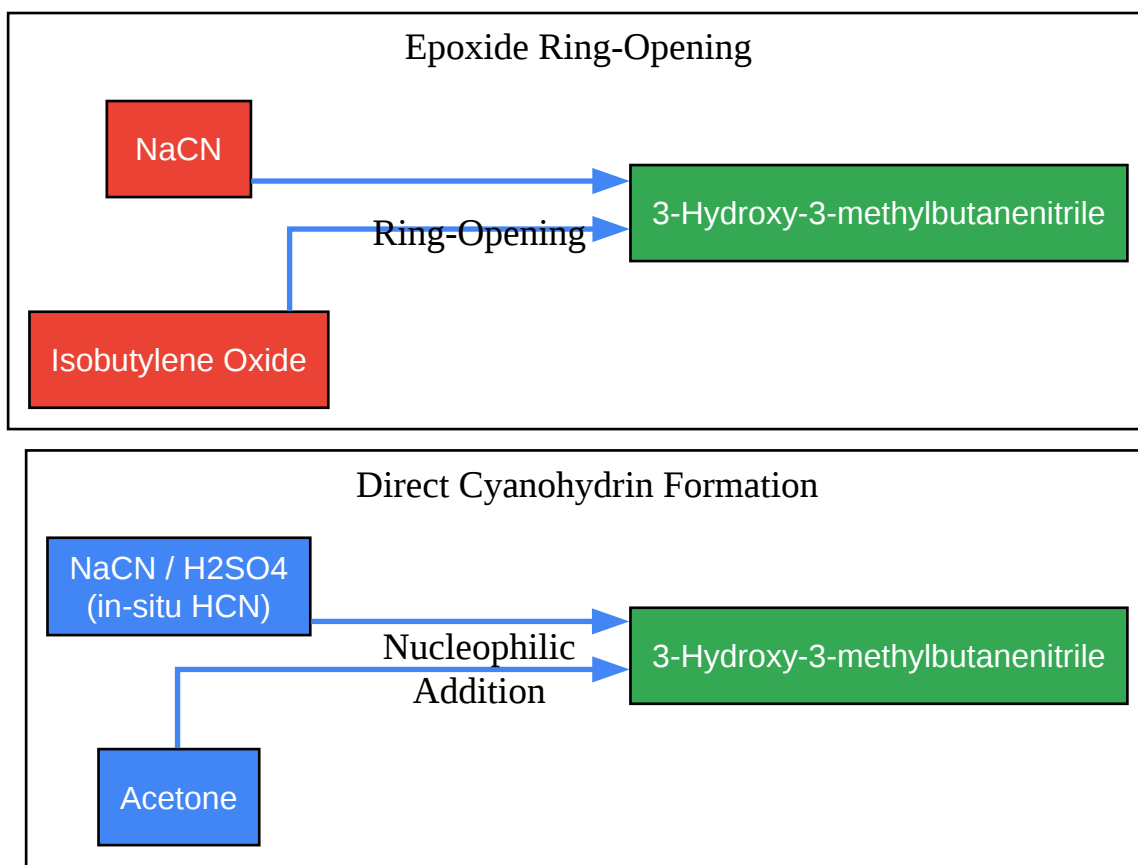 Epoxide Ring-Opening
NaCN
3-Hydroxy-3-methylbutanenitrile
Ring-Opening
Isobutylene Oxide
Direct Cyanohydrin Formation
NaCN / H2SO4
(in-situ HCN)
3-Hydroxy-3-methylbutanenitrile
Nucleophilic
Addition
Acetone